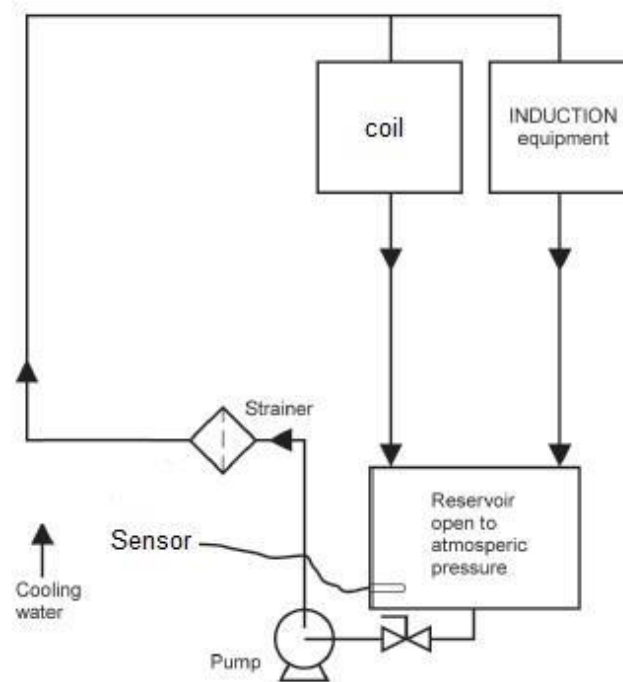 coil
INDUCTION
equipment
Strainer
Reservoir
open to
atmosperic
pressure
Sensor
Cooling
water
Pump